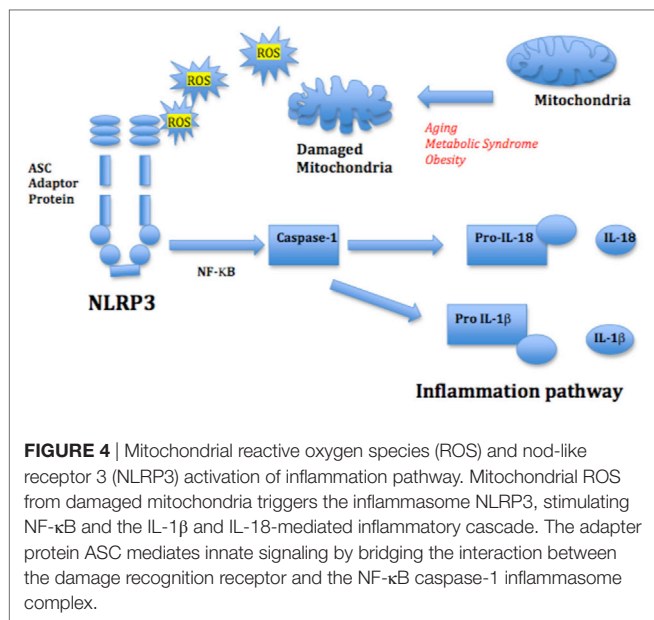 ROS
ROS
ROS
Mitochondria
Damaged
Mitochondria
Aging
Metabolic Syndrome
Obesity
ASC
Adaptor
Protein
NF-KB
Caspase-1
Pro-IL-18
IL-18
NLRP3
Pro IL-1β
IL-1β
Inflammation pathway
FIGURE 4 | Mitochondrial reactive oxygen species (ROS) and nod-like
receptor 3 (NLRP3) activation of inflammation pathway. Mitochondrial ROS
from damaged mitochondria triggers the inflammasome NLRP3, stimulating
NF-κB and the IL-1β and IL-18-mediated inflammatory cascade. The adapter
protein ASC mediates innate signaling by bridging the interaction between
the damage recognition receptor and the NF-κB caspase-1 inflammasome
complex.